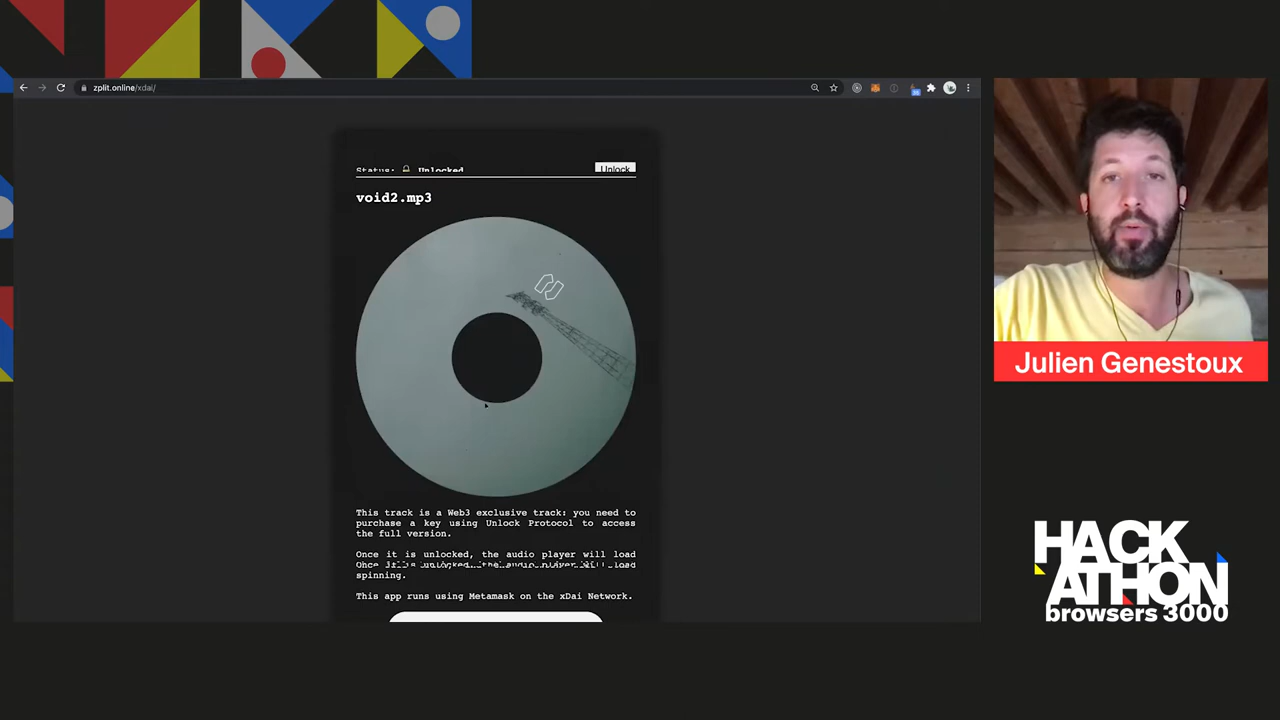 zplit.online/xdai/
Status: Unlocked
Unlock
void2.mp3
This track is a Web3 exclusive track: you need to
purchase a key using Unlock Protocol to access
the full version.
Once it is unlocked, the audio player will load
spinning.
This app runs using Metamask on the xDai Network.
Julien Genestoux
HACK
ATHON
browsers 3000